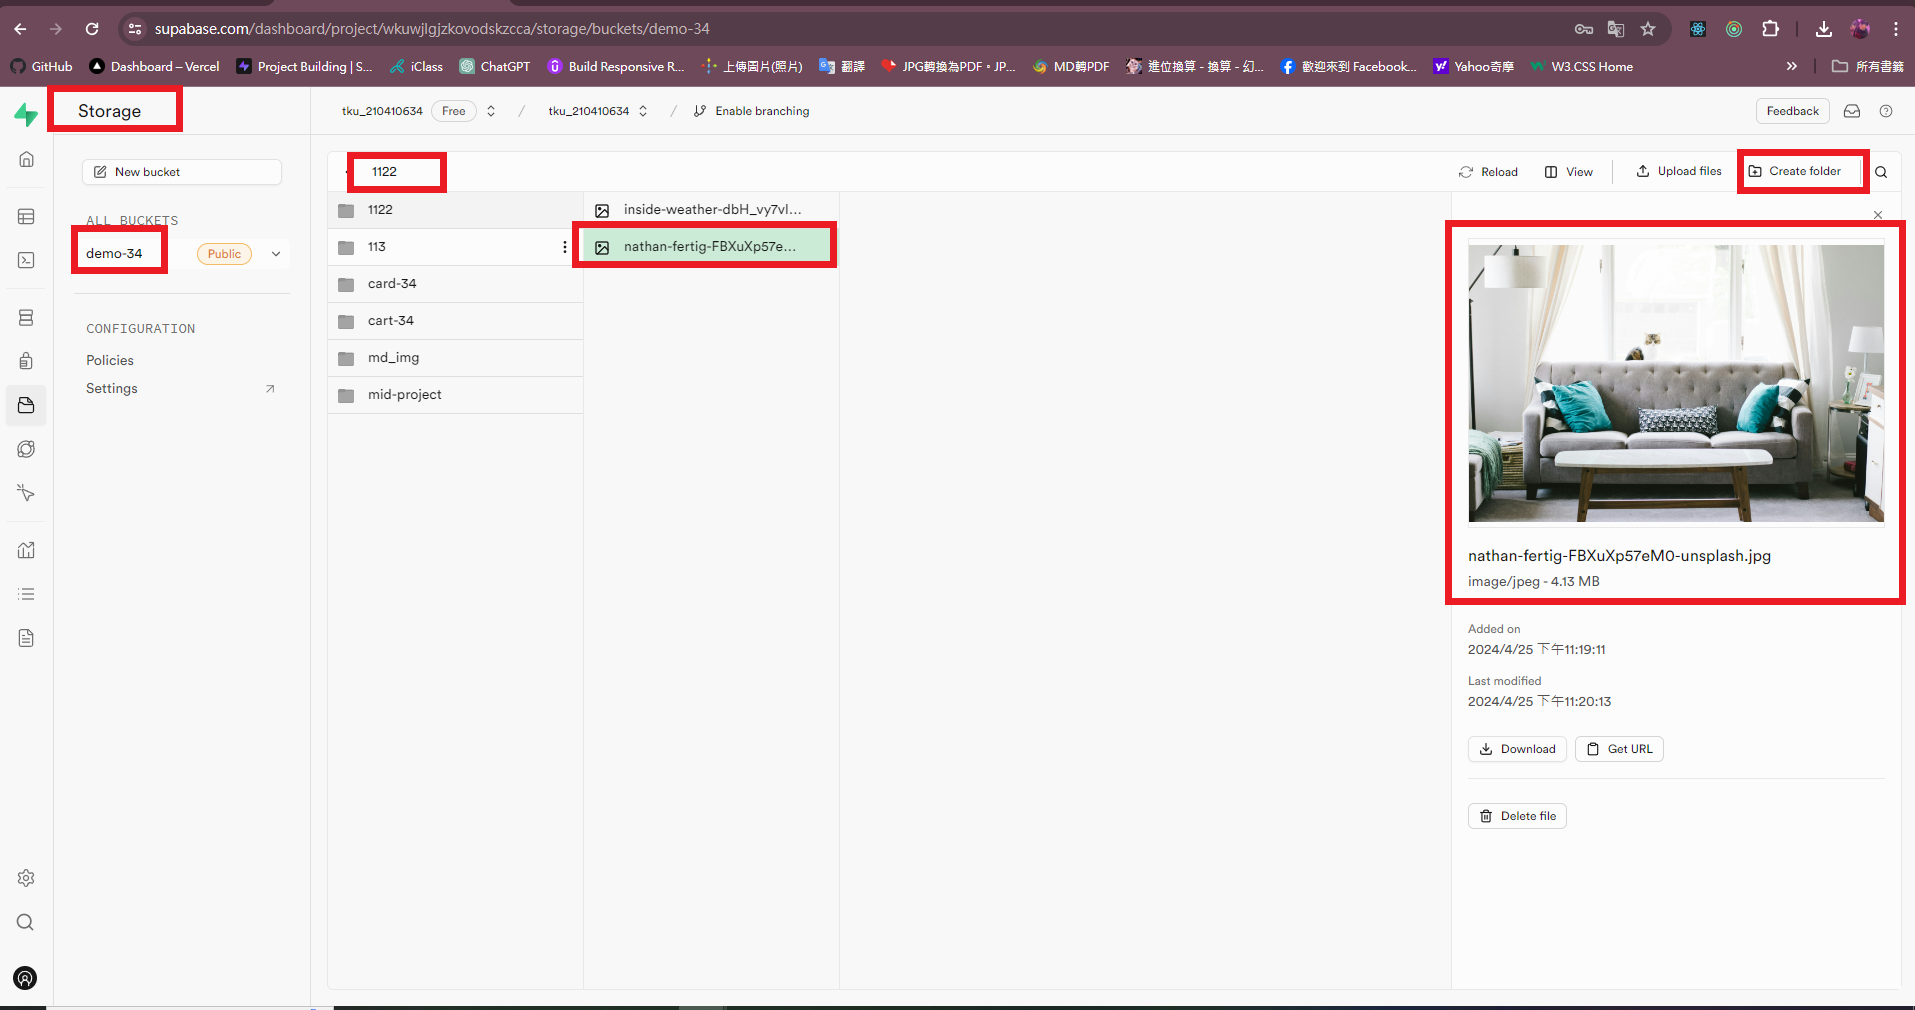 supabase.com/dashboard/project/wkuwjlgjzkovodskzcca/storage/buckets/demo-34
GitHub
Dashboard – Vercel
Project Building | S...
iClass
ChatGPT
Build Responsive R...
上傳圖片(照片)
翻譯
JPG轉換為PDF。JP...
MD轉PDF
進位換算 - 換算 - 幻...
歡迎來到 Facebook...
Yahoo奇摩
W3.CSS Home
所有書籤
Storage
tku_210410634 Free / tku_210410634 / Enable branching
Feedback
New bucket
ALL BUCKETS
demo-34 Public
CONFIGURATION
Policies
Settings
1122
Reload
View
Upload files
Create folder
1122
113
card-34
cart-34
md_img
mid-project
inside-weather-dbH_vy7vl...
nathan-fertig-FBXuXp57e...
nathan-fertig-FBXuXp57eM0-unsplash.jpg
image/jpeg - 4.13 MB
Added on
2024/4/25 下午11:19:11
Last modified
2024/4/25 下午11:20:13
Download
Get URL
Delete file